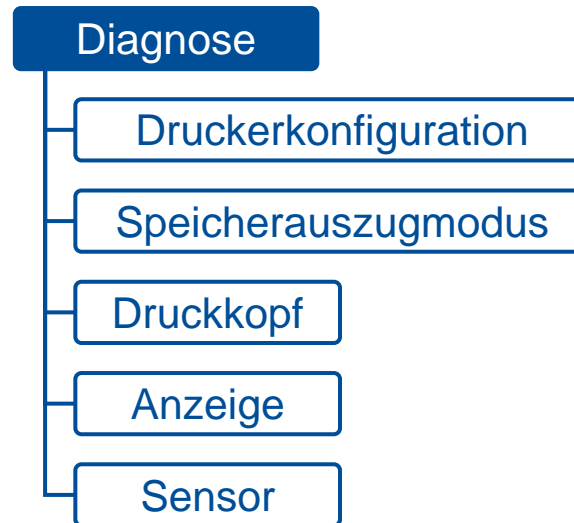 Diagnose
Druckerkonfiguration
Speicherauszugmodus
Druckkopf
Anzeige
Sensor